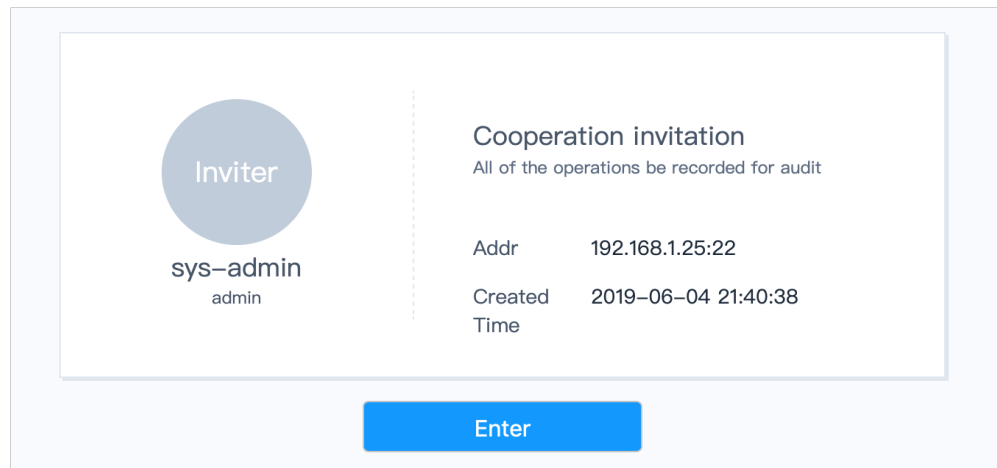 Inviter
sys-admin
admin
Cooperation invitation
All of the operations be recorded for audit
Addr 192.168.1.25:22
Created Time 2019-06-04 21:40:38
Enter